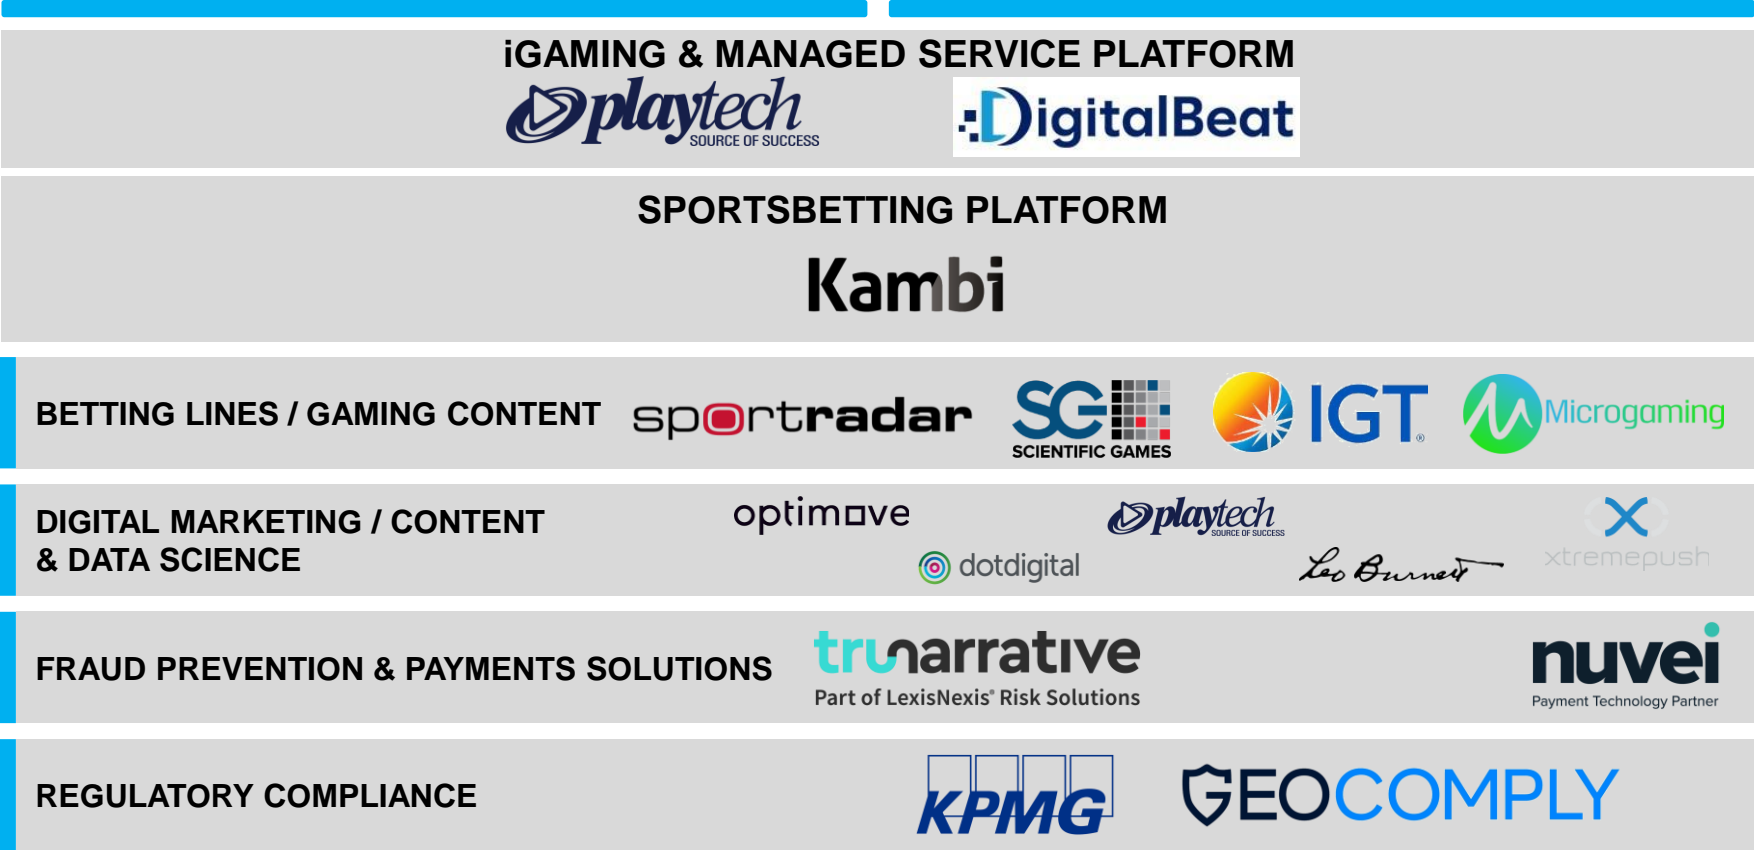 iGAMING & MANAGED SERVICE PLATFORM
playtech
SOURCE OF SUCCESS
DigitalBeat
SPORTSBETTING PLATFORM
Kambi
BETTING LINES / GAMING CONTENT
sportradar
SG
SCIENTIFIC GAMES
IGT®
Microgaming
DIGITAL MARKETING / CONTENT
& DATA SCIENCE
optimove
playtech
SOURCE OF SUCCESS
dotdigital
Leo Burnett
xtremepush
FRAUD PREVENTION & PAYMENTS SOLUTIONS
trunarrative
Part of LexisNexis® Risk Solutions
nuvei
Payment Technology Partner
REGULATORY COMPLIANCE
KPMG
GEOCOMPLY